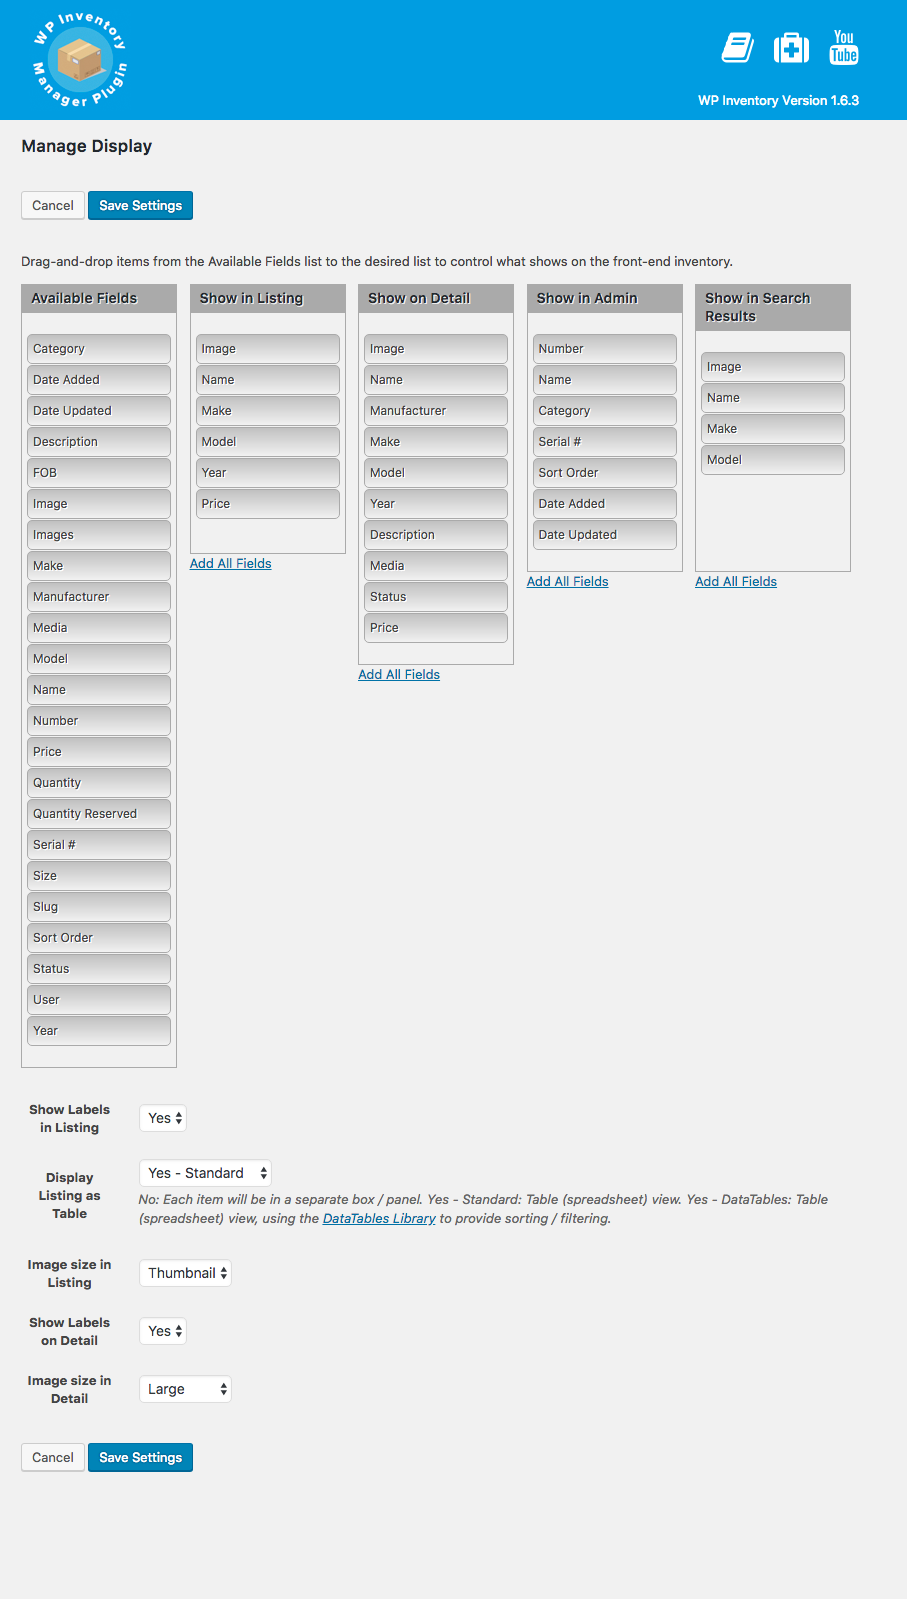 WP Inventory
Manager Plugin
You
Tube
WP Inventory Version 1.6.3
Manage Display
Cancel
Save Settings
Drag-and-drop items from the Available Fields list to the desired list to control what shows on the front-end inventory.
Available Fields
Category
Date Added
Date Updated
Description
FOB
Image
Images
Make
Manufacturer
Media
Model
Name
Number
Price
Quantity
Quantity Reserved
Serial #
Size
Slug
Sort Order
Status
User
Year
Show in Listing
Image
Name
Make
Model
Year
Price
Add All Fields
Show on Detail
Image
Name
Manufacturer
Make
Model
Year
Description
Media
Status
Price
Add All Fields
Show in Admin
Number
Name
Category
Serial #
Sort Order
Date Added
Date Updated
Add All Fields
Show in Search
Results
Image
Name
Make
Model
Add All Fields
Show Labels
in Listing
Yes
Display
Listing as
Table
Yes - Standard
No: Each item will be in a separate box / panel. Yes - Standard: Table (spreadsheet) view. Yes - DataTables: Table
(spreadsheet) view, using the DataTables Library to provide sorting / filtering.
Image size in
Listing
Thumbnail
Show Labels
on Detail
Yes
Image size in
Detail
Large
Cancel
Save Settings